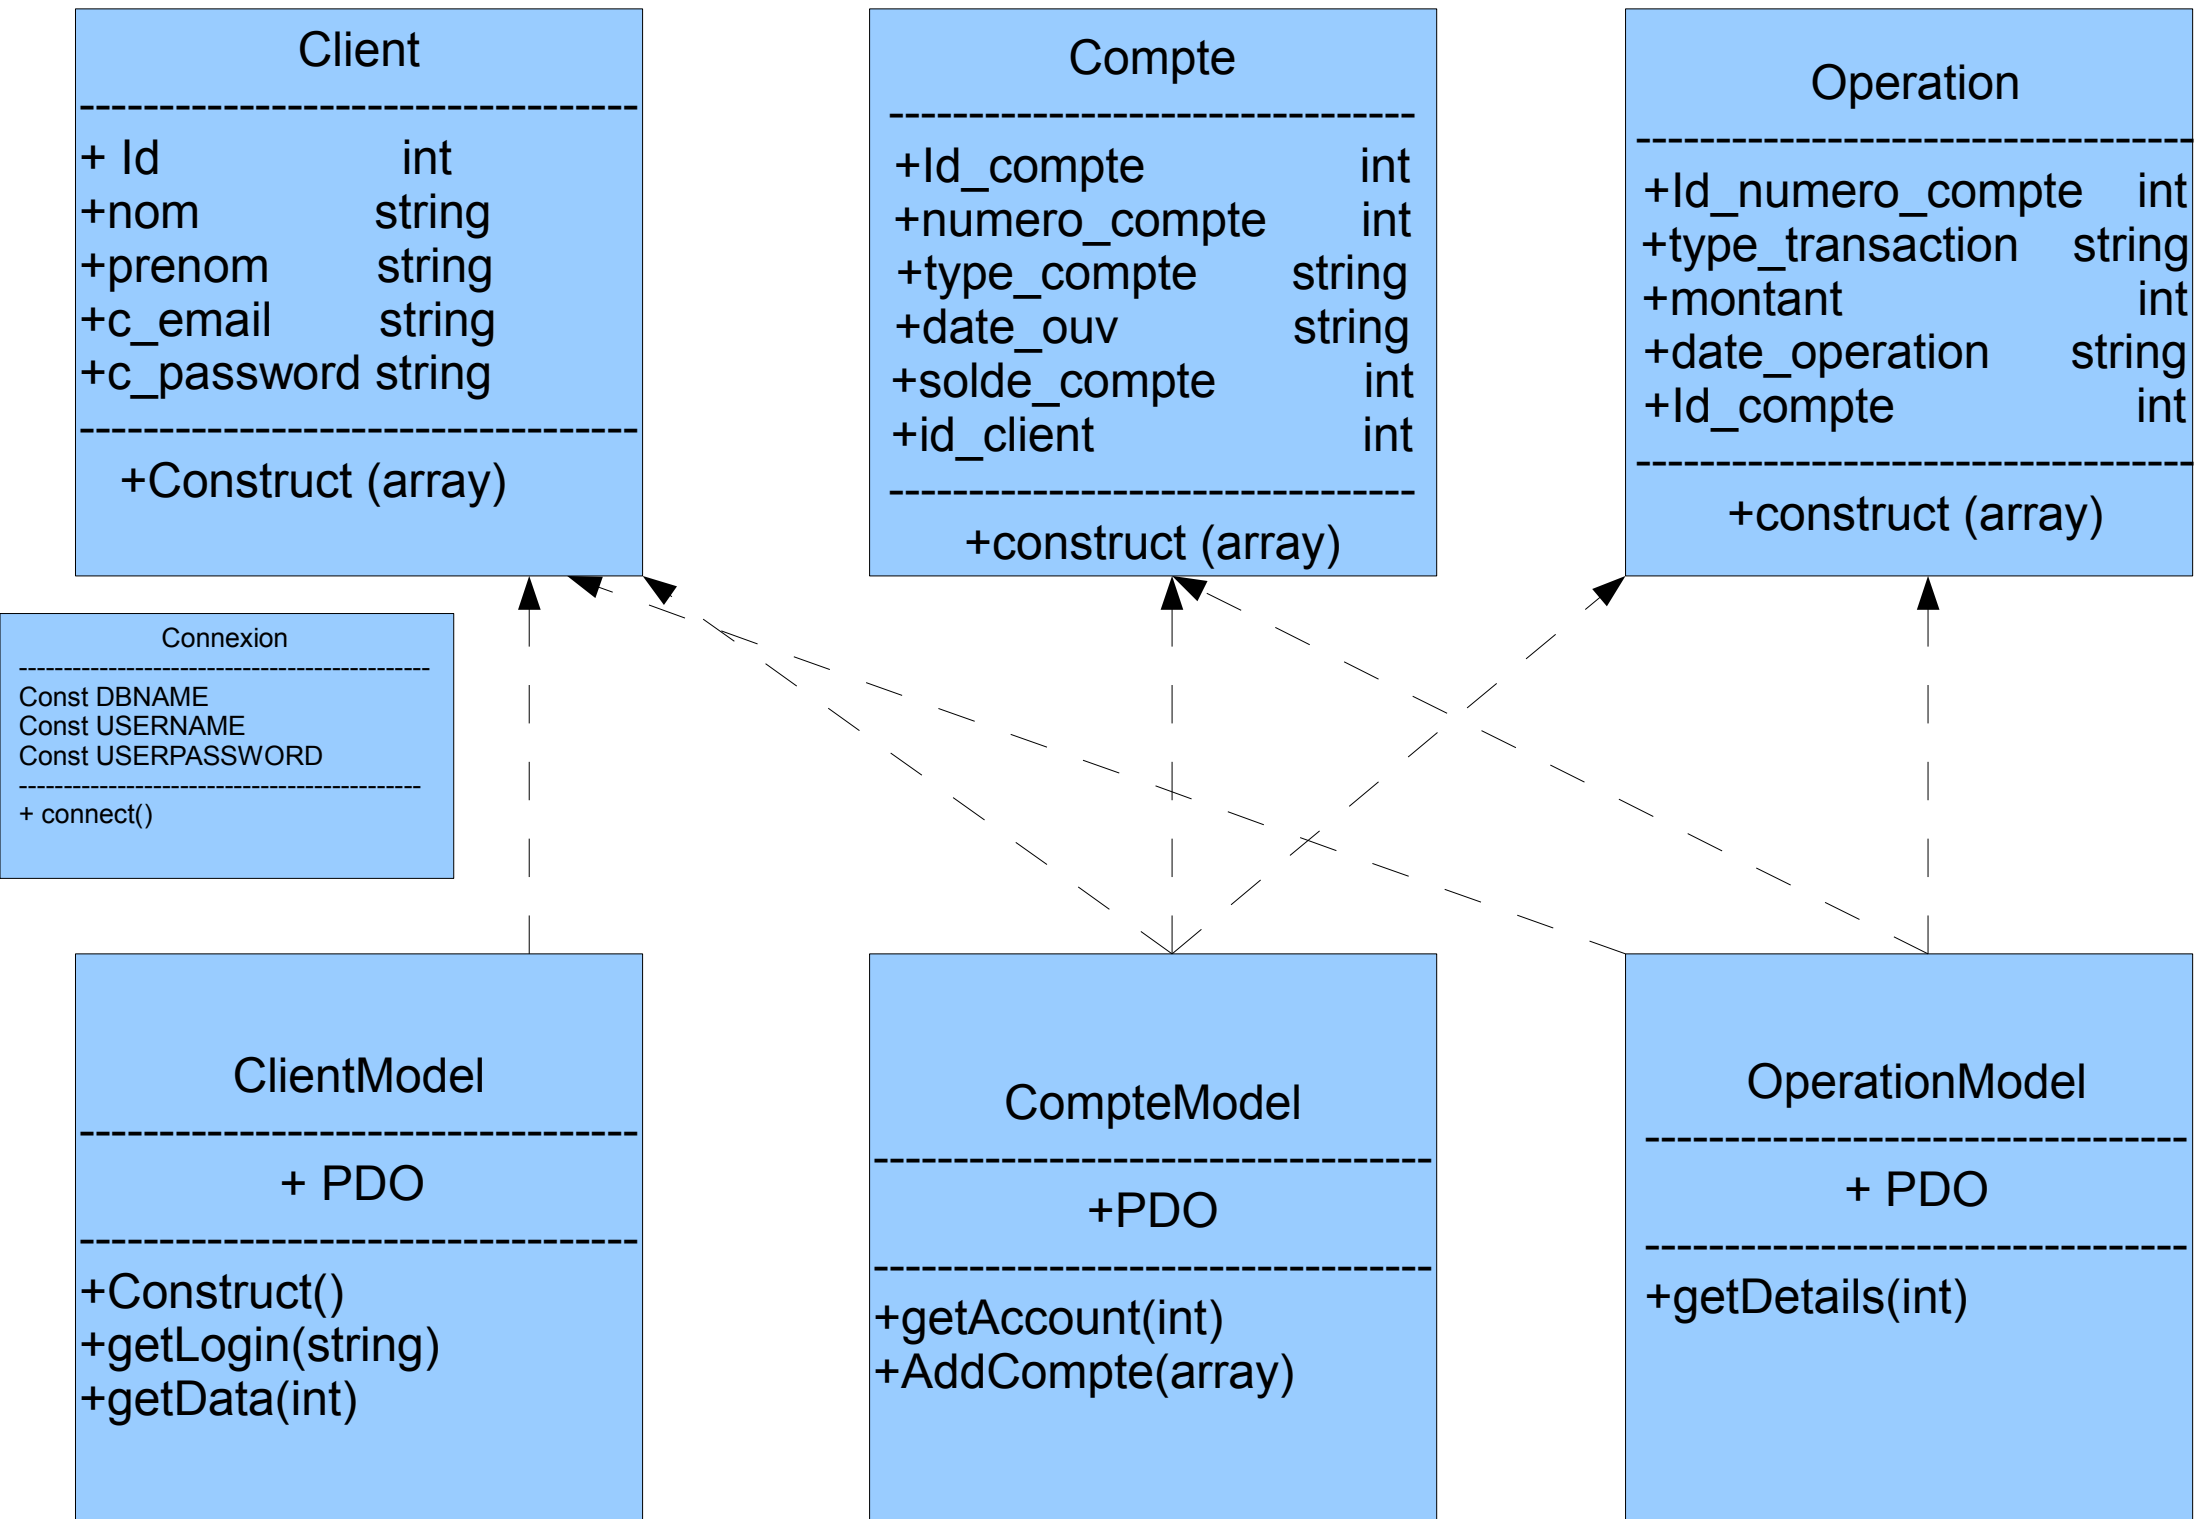 Client
-----------------------------------
+ Id int
+nom string
+prenom string
+c_email string
+c_password string
-----------------------------------
+Construct (array)
Compte
---------------------------------
+Id_compte int
+numero_compte int
+type_compte string
+date_ouv string
+solde_compte int
+id_client int
---------------------------------
+construct (array)
Operation
-----------------------------------
+Id_numero_compte int
+type_transaction string
+montant int
+date_operation string
+Id_compte int
-----------------------------------
+construct (array)
Connexion
----------------------------------------------
Const DBNAME
Const USERNAME
Const USERPASSWORD
---------------------------------------------
+ connect()
ClientModel
-----------------------------------
+ PDO
-----------------------------------
+Construct()
+getLogin(string)
+getData(int)
CompteModel
-----------------------------------
+PDO
-----------------------------------
+getAccount(int)
+AddCompte(array)
OperationModel
----------------------------------
+ PDO
----------------------------------
+getDetails(int)